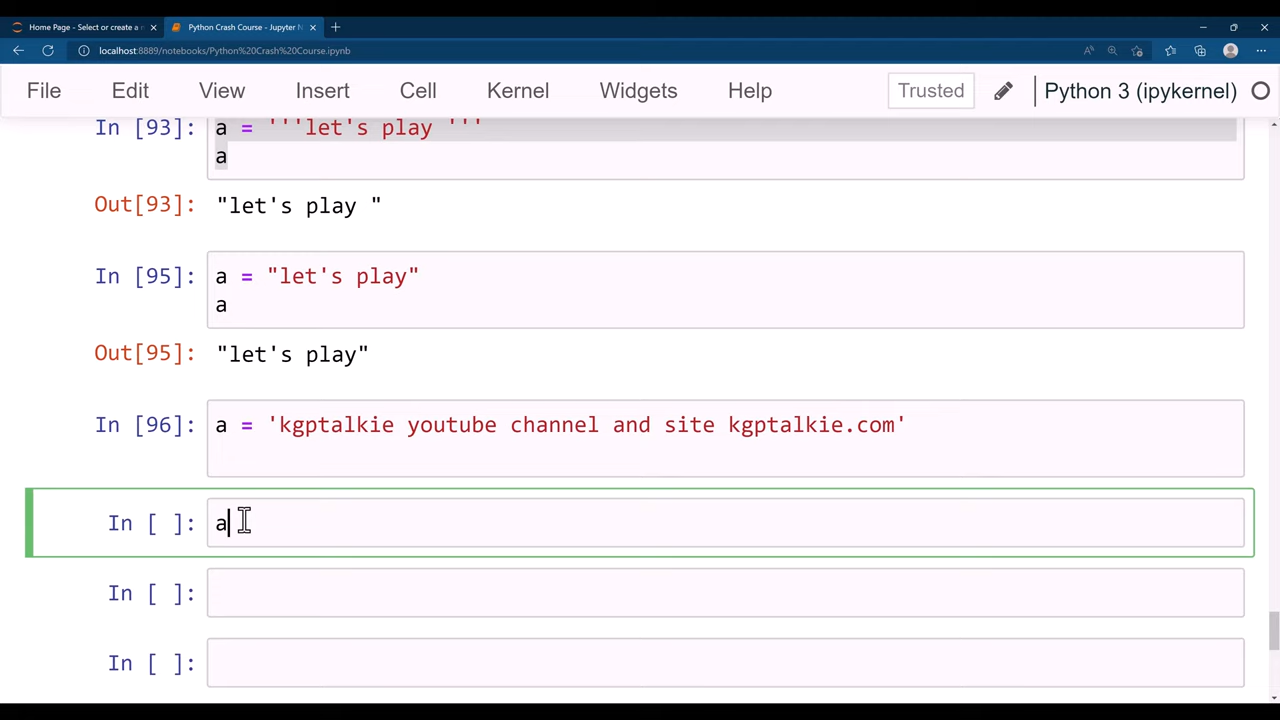 Home Page - Select or create a n
Python Crash Course - Jupyter N
localhost:8889/notebooks/Python%20Crash%20Course.ipynb
File Edit View Insert Cell Kernel Widgets Help Trusted Python 3 (ipykernel)
In [93]: a = '''let's play '''
a
Out[93]: "let's play "
In [95]: a = "let's play"
a
Out[95]: "let's play"
In [96]: a = 'kgptalkie youtube channel and site kgptalkie.com'
In [ ]: a
In [ ]:
In [ ]: